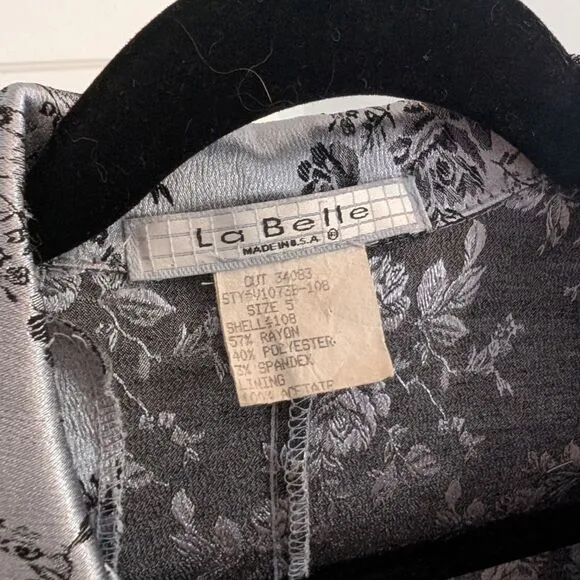 La Belle
MADE IN U.S.A. ®
CUT 34083
STY#V1073P-108
SIZE 5
SHELL#108
57% RAYON
40% POLYESTER
3% SPANDEX
LINING
100% ACETATE